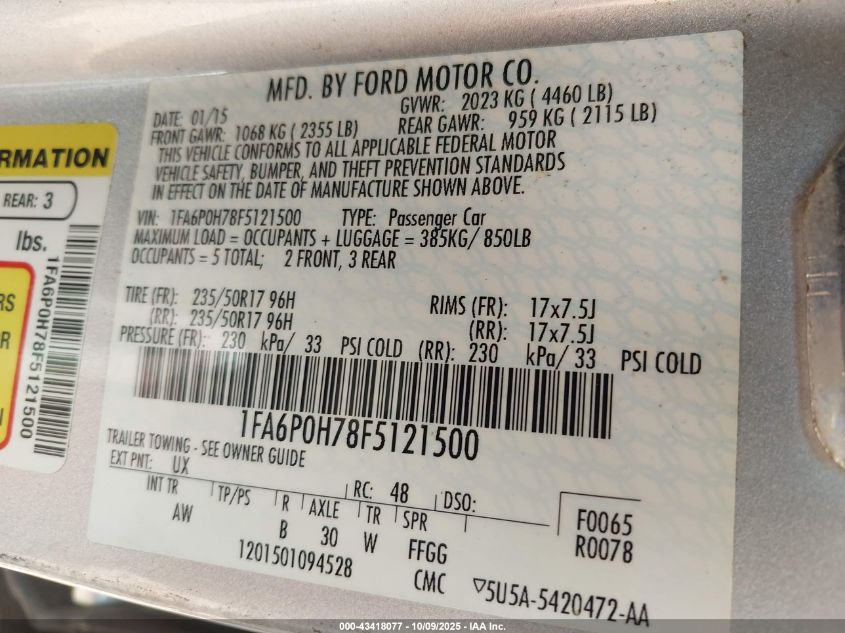 MFD. BY FORD MOTOR CO.
DATE: 01/15 GVWR: 2023 KG ( 4460 LB)
FRONT GAWR: 1068 KG ( 2355 LB) REAR GAWR: 959 KG ( 2115 LB)
THIS VEHICLE CONFORMS TO ALL APPLICABLE FEDERAL MOTOR
VEHICLE SAFETY, BUMPER, AND THEFT PREVENTION STANDARDS
IN EFFECT ON THE DATE OF MANUFACTURE SHOWN ABOVE.
VIN: 1FA6P0H78F5121500 TYPE: Passenger Car
MAXIMUM LOAD = OCCUPANTS + LUGGAGE = 385KG/ 850LB
OCCUPANTS = 5 TOTAL; 2 FRONT, 3 REAR
TIRE (FR): 235/50R17 96H RIMS (FR): 17x7.5J
(RR): 235/50R17 96H (RR): 17x7.5J
PRESSURE (FR): 230 kPa/ 33 PSI COLD (RR): 230 kPa/ 33 PSI COLD
1FA6P0H78F5121500
TRAILER TOWING - SEE OWNER GUIDE
EXT PNT: UX RC: 48 DSO:
INT TR TP/PS R AXLE TR SPR F0065
AW B 30 W FFGG R0078
1201501094528 CMC ▽5U5A-5420472-AA
RMATION
REAR: 3
lbs.
1FA6P0H78F5121500
RS
OR
000-43418077 - 10/09/2025 - IAA Inc.